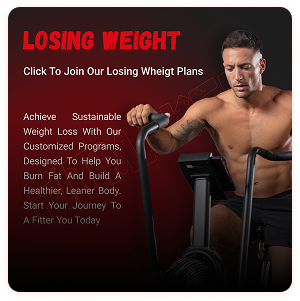 LOSING WEIGHT
Click To Join Our Losing Wheigt Plans
Achieve Sustainable
Weight Loss With Our
Customized Programs,
Designed To Help You
Burn Fat And Build A
Healthier, Leaner Body.
Start Your Journey To
A Fitter You Today